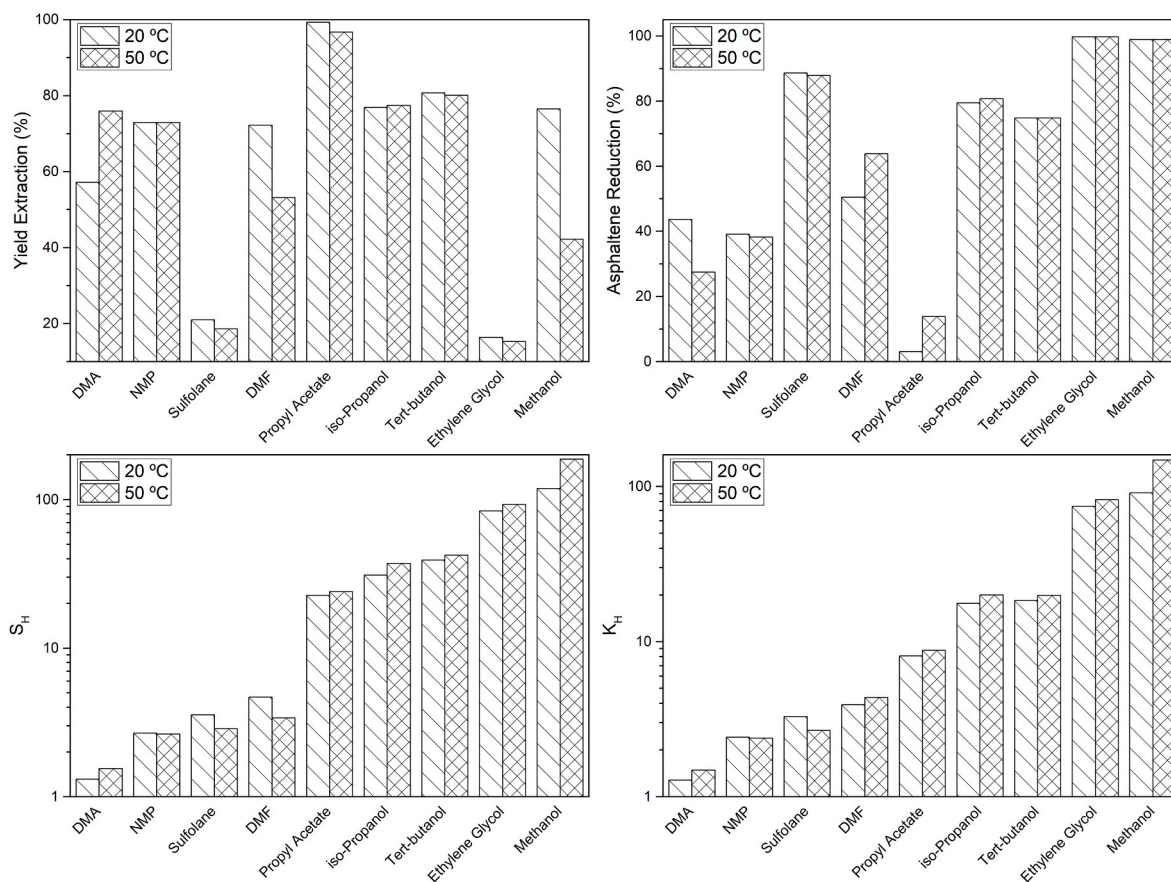 Yield Extraction (%)
100
80
60
40
20
20 ºC
50 ºC
DMA
NMP
Sulfolane
DMF
Propyl Acetate
iso-Propanol
Tert-butanol
Ethylene Glycol
Methanol
Asphaltene Reduction (%)
100
80
60
40
20
0
20 ºC
50 ºC
DMA
NMP
Sulfolane
DMF
Propyl Acetate
iso-Propanol
Tert-butanol
Ethylene Glycol
Methanol
S_H
100
10
1
20 ºC
50 ºC
DMA
NMP
Sulfolane
DMF
Propyl Acetate
iso-Propanol
Tert-butanol
Ethylene Glycol
Methanol
K_H
100
10
1
20 ºC
50 ºC
DMA
NMP
Sulfolane
DMF
Propyl Acetate
iso-Propanol
Tert-butanol
Ethylene Glycol
Methanol